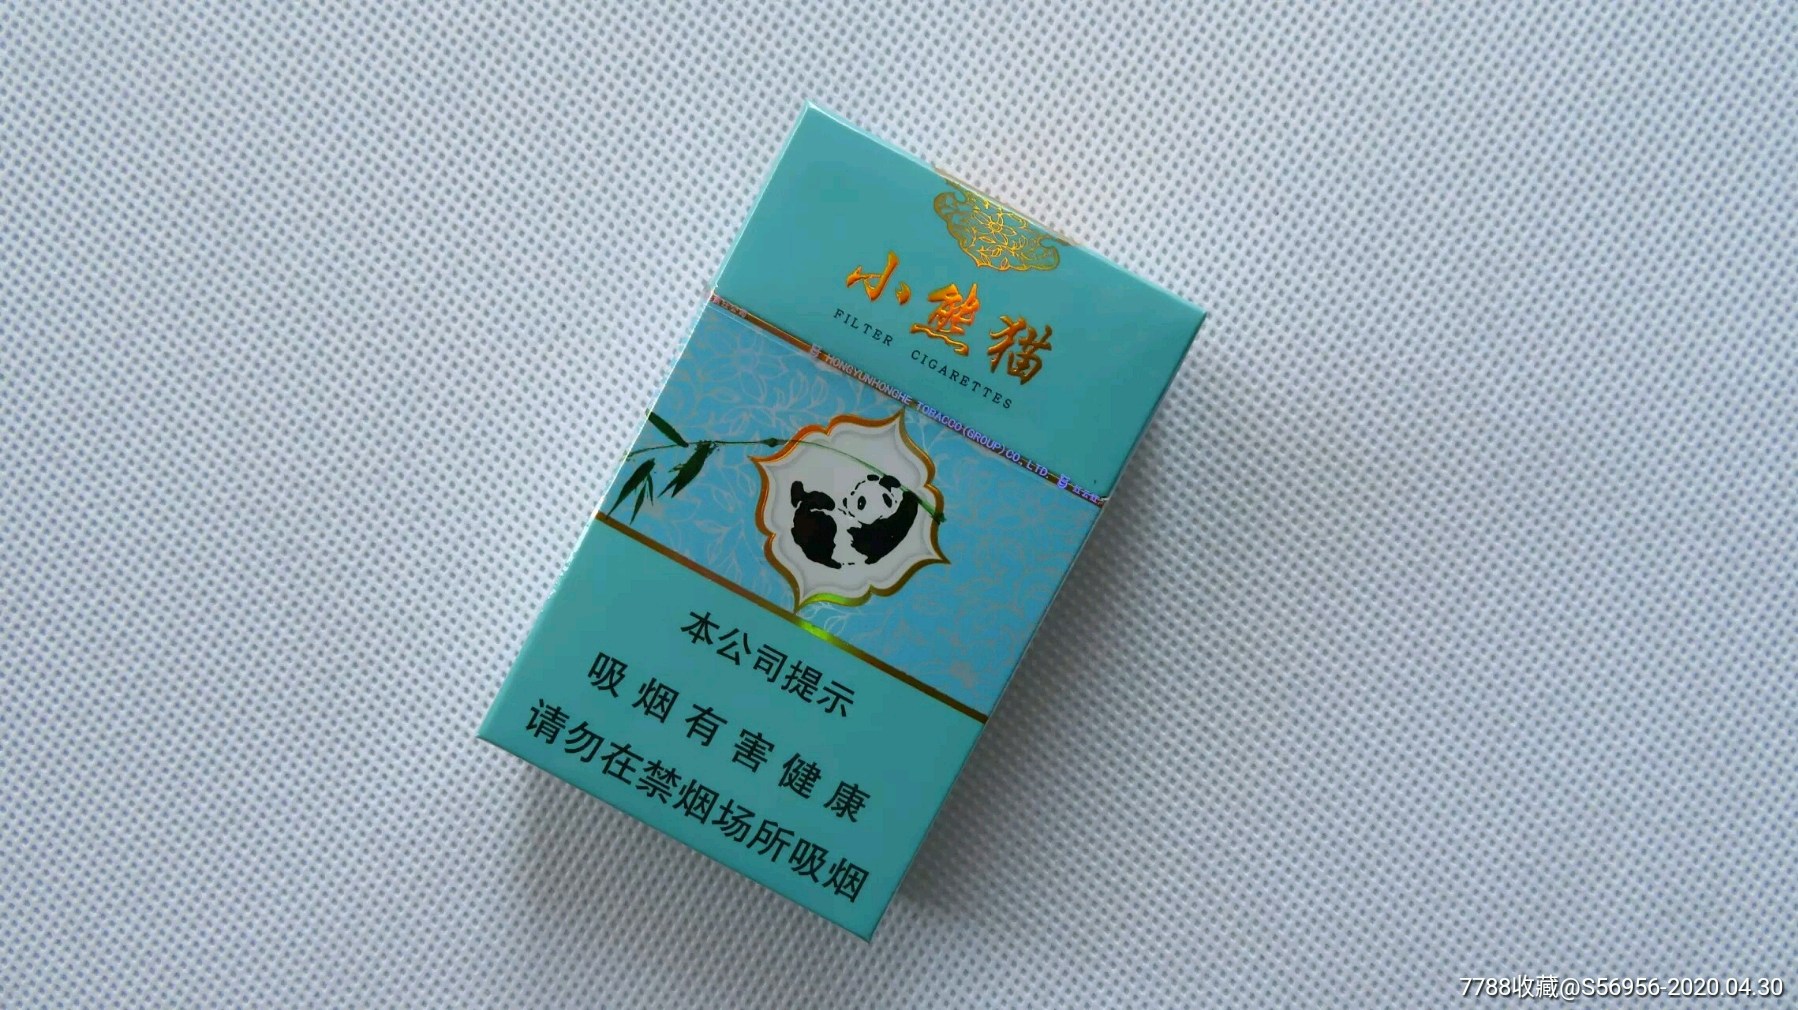 小熊猫
FILTER CIGARETTES
HONGYUNHONGHE TOBACCO(GROUP)CO.,LTD.
本公司提示
吸烟有害健康
请勿在禁烟场所吸烟
7788收藏@S56956-2020.04.30